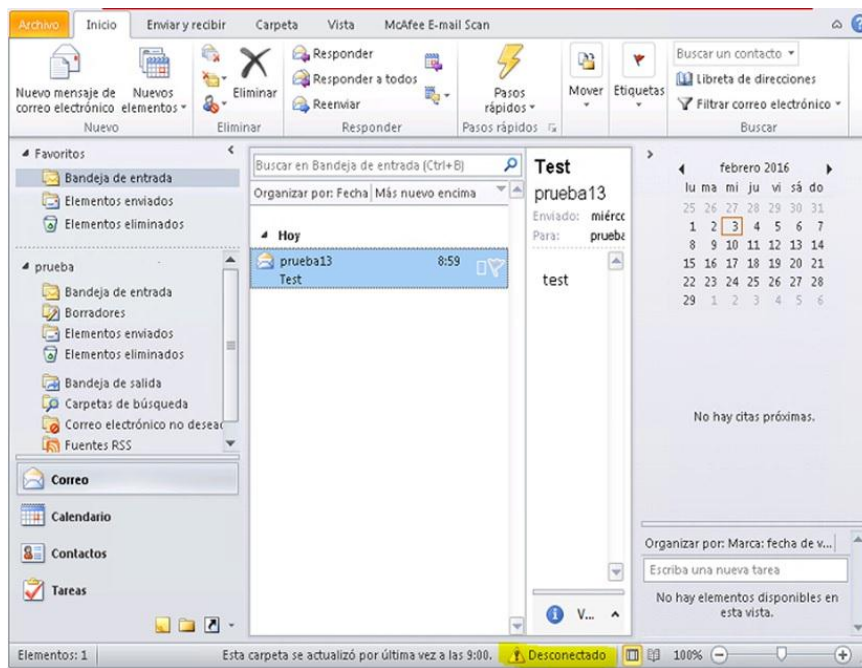 Archivo Inicio Enviar y recibir Carpeta Vista McAfee E-mail Scan
Nuevo mensaje de correo electrónico
Nuevos elementos
Nuevo
Eliminar
Eliminar
Responder
Responder a todos
Reenviar
Responder
Pasos rápidos
Pasos rápidos
Mover
Etiquetas
Buscar un contacto
Libreta de direcciones
Filtrar correo electrónico
Buscar
Favoritos
Bandeja de entrada
Elementos enviados
Elementos eliminados
prueba
Bandeja de entrada
Borradores
Elementos enviados
Elementos eliminados
Bandeja de salida
Carpetas de búsqueda
Correo electrónico no desead
Fuentes RSS
Correo
Calendario
Contactos
Tareas
Buscar en Bandeja de entrada (Ctrl+B)
Organizar por: Fecha Más nuevo encima
Hoy
prueba13 8:59
Test
Test
prueba13
Enviado: miérco
Para: prueba
test
V...
febrero 2016
lu ma mi ju vi sá do
25 26 27 28 29 30 31
1 2 3 4 5 6 7
8 9 10 11 12 13 14
15 16 17 18 19 20 21
22 23 24 25 26 27 28
29 1 2 3 4 5 6
No hay citas próximas.
Organizar por: Marca: fecha de v...
Escriba una nueva tarea
No hay elementos disponibles en
esta vista.
Elementos: 1 Esta carpeta se actualizó por última vez a las 9:00. Desconectado 100%